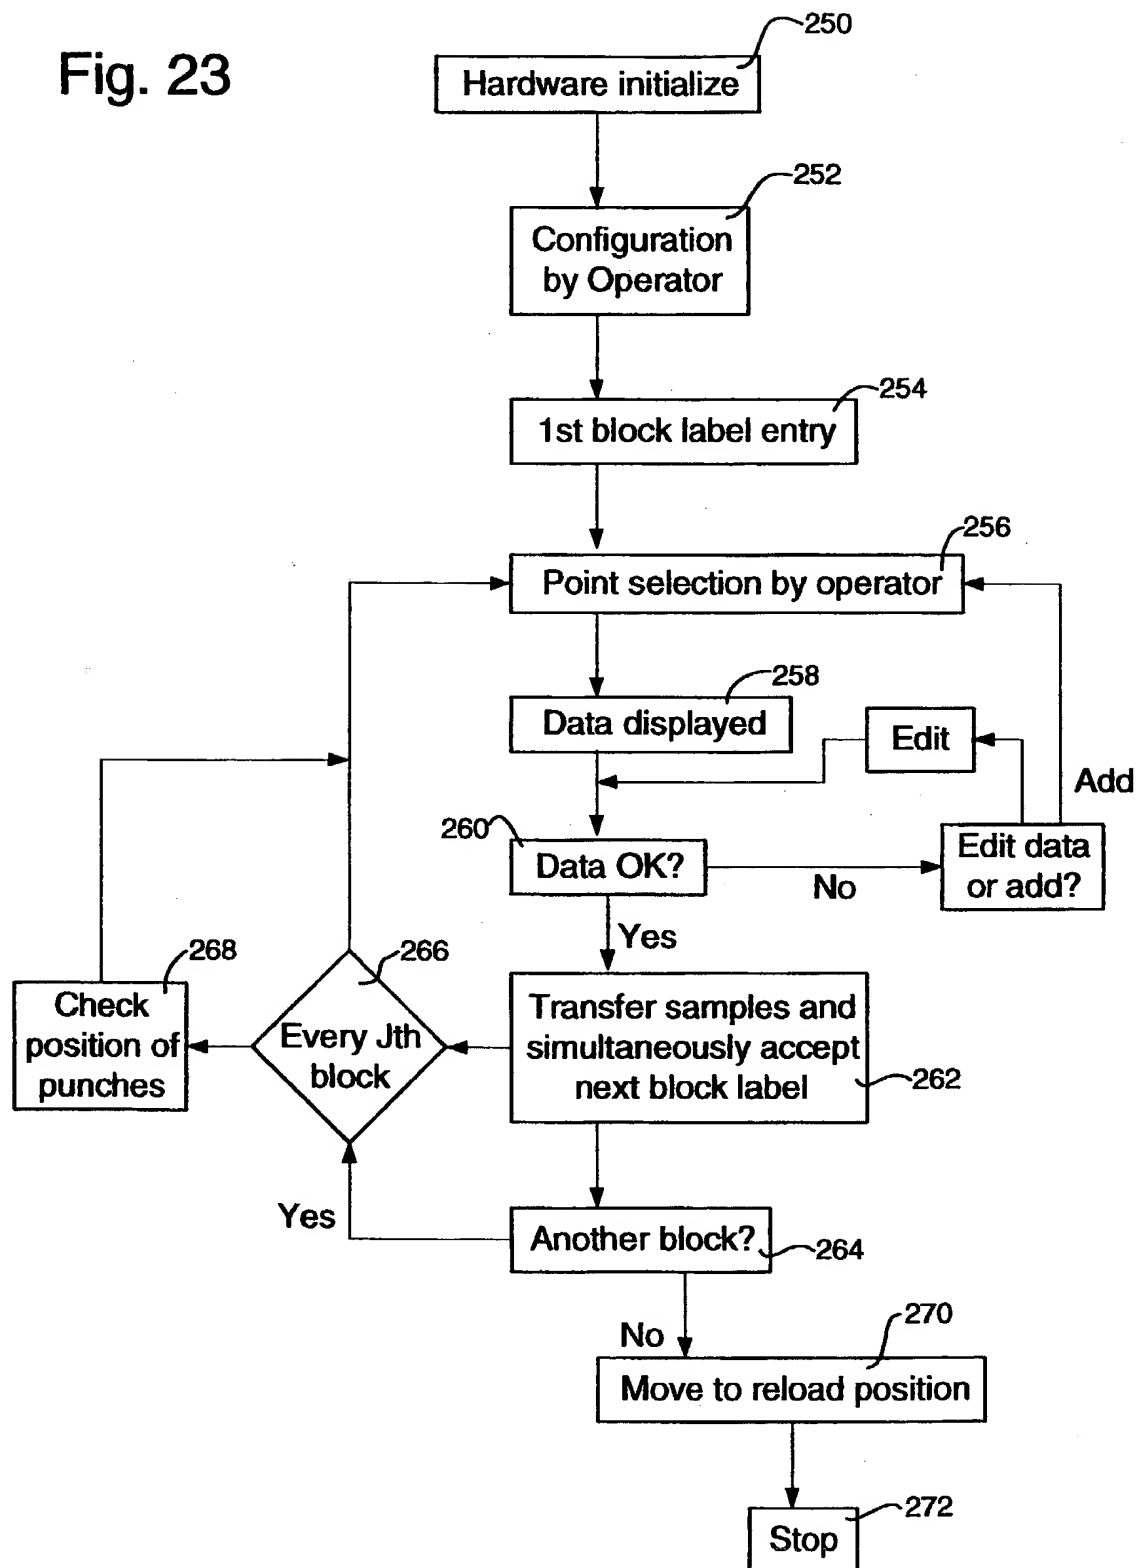 Fig. 23
250
Hardware initialize
252
Configuration
by Operator
254
1st block label entry
256
Point selection by operator
258
Data displayed
Edit
Add
260
Data OK?
No
Edit data
or add?
Yes
268
266
Check
position of
punches
Every Jth
block
Transfer samples and
simultaneously accept
next block label
262
Yes
Another block?
264
No
270
Move to reload position
272
Stop